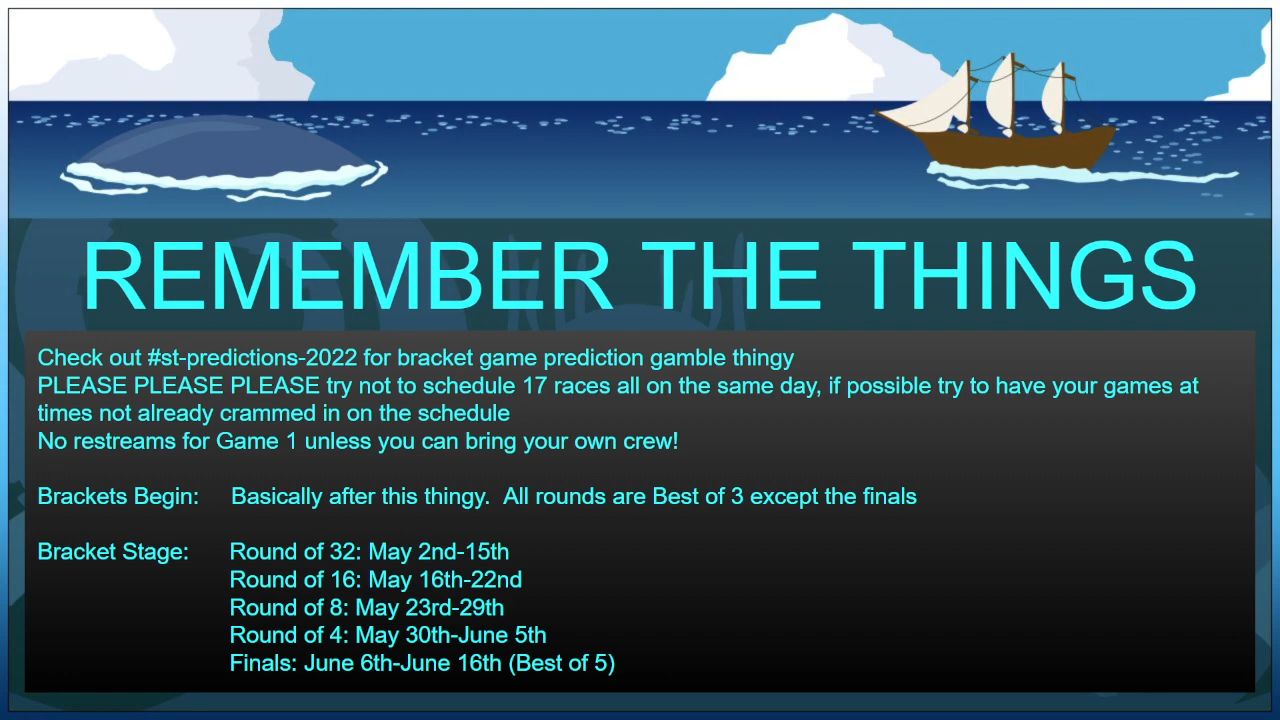 REMEMBER THE THINGS
Check out #st-predictions-2022 for bracket game prediction gamble thingy
PLEASE PLEASE PLEASE try not to schedule 17 races all on the same day, if possible try to have your games at
times not already crammed in on the schedule
No restreams for Game 1 unless you can bring your own crew!
Brackets Begin: Basically after this thingy. All rounds are Best of 3 except the finals
Bracket Stage: Round of 32: May 2nd-15th
Round of 16: May 16th-22nd
Round of 8: May 23rd-29th
Round of 4: May 30th-June 5th
Finals: June 6th-June 16th (Best of 5)